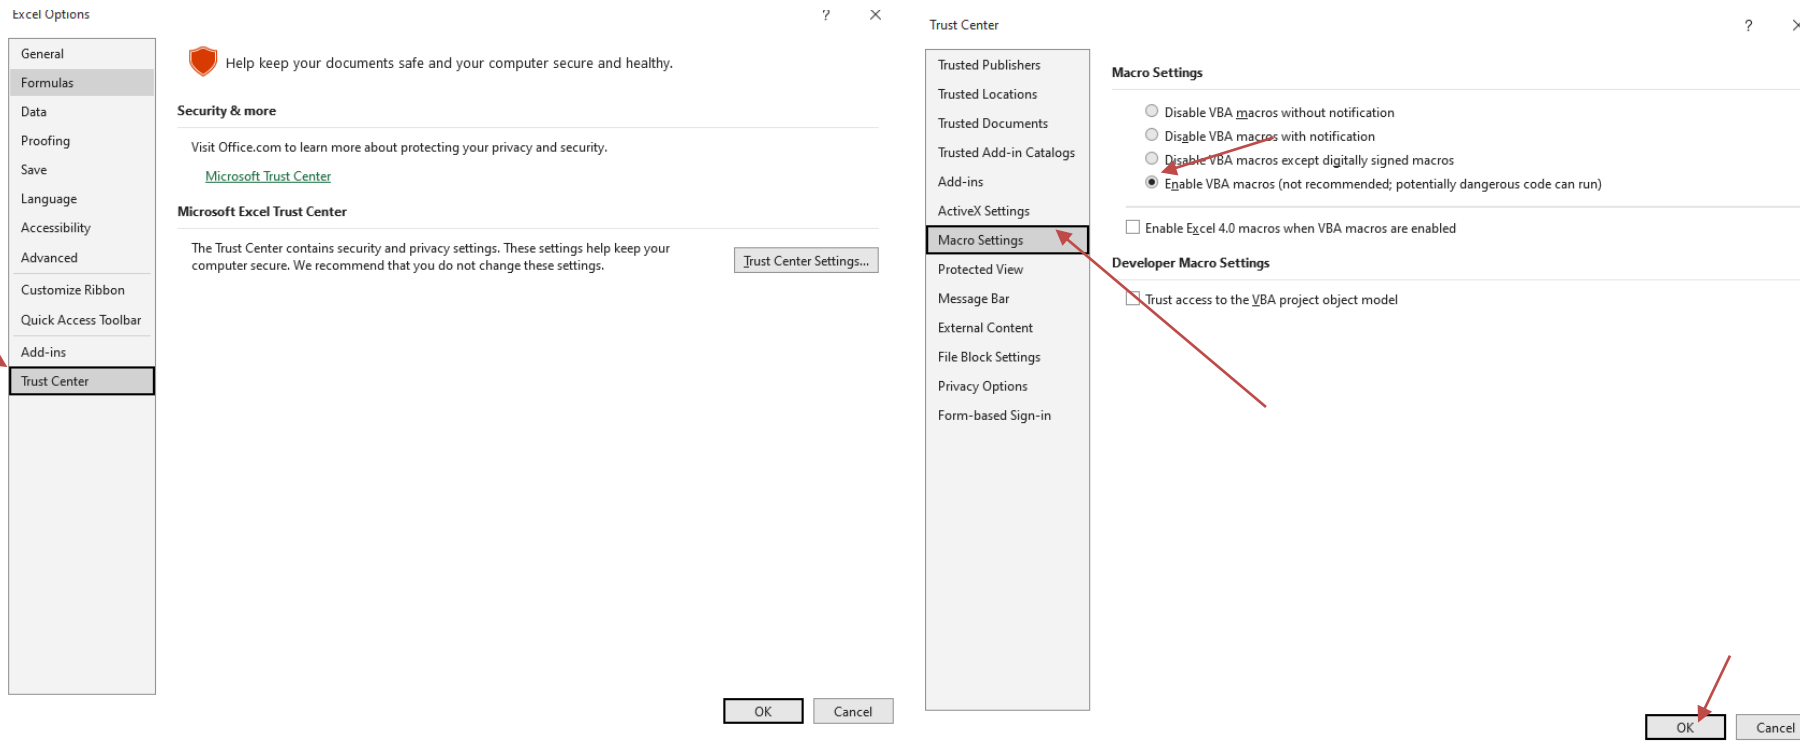 Excel Options
?
General
Formulas
Data
Proofing
Save
Language
Accessibility
Advanced
Customize Ribbon
Quick Access Toolbar
Add-ins
Trust Center
Help keep your documents safe and your computer secure and healthy.
Security & more
Visit Office.com to learn more about protecting your privacy and security.
Microsoft Trust Center
Microsoft Excel Trust Center
The Trust Center contains security and privacy settings. These settings help keep your
computer secure. We recommend that you do not change these settings.
Trust Center Settings...
OK
Cancel
Trust Center
?
Trusted Publishers
Trusted Locations
Trusted Documents
Trusted Add-in Catalogs
Add-ins
ActiveX Settings
Macro Settings
Protected View
Message Bar
External Content
File Block Settings
Privacy Options
Form-based Sign-in
Macro Settings
Disable VBA macros without notification
Disable VBA macros with notification
Disable VBA macros except digitally signed macros
Enable VBA macros (not recommended; potentially dangerous code can run)
Enable Excel 4.0 macros when VBA macros are enabled
Developer Macro Settings
Trust access to the VBA project object model
OK
Cancel